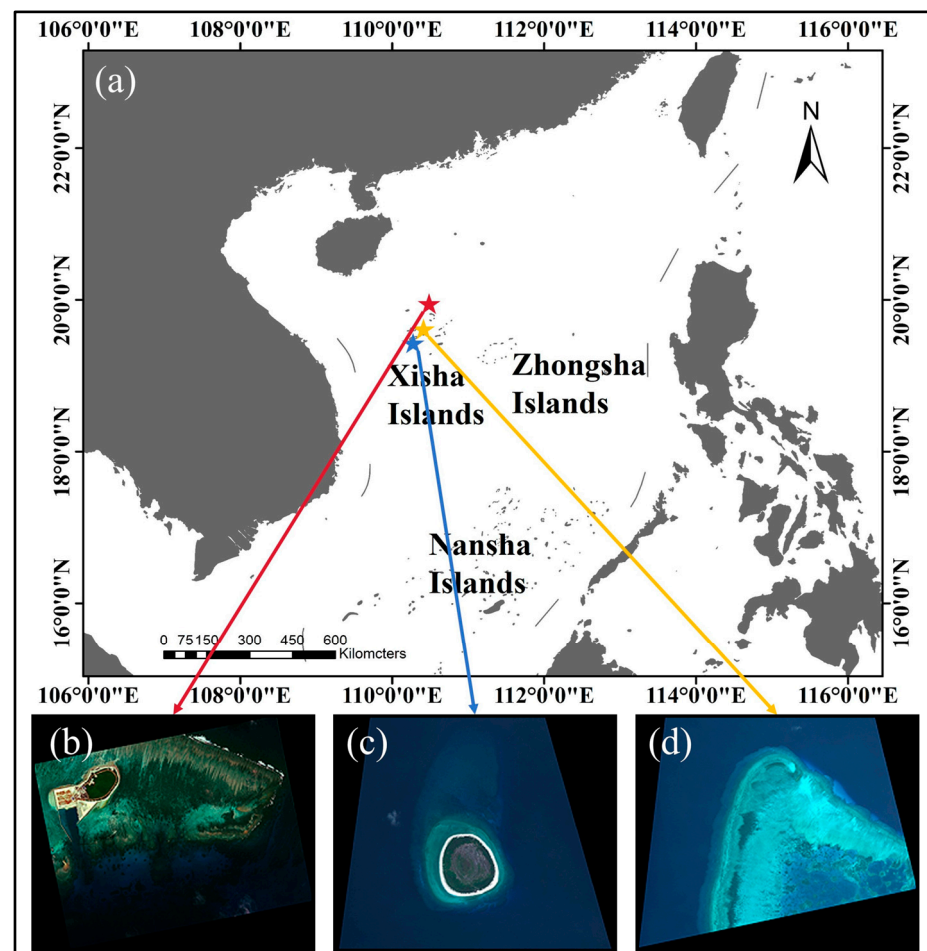 106°0'0"E 108°0'0"E 110°0'0"E 112°0'0"E 114°0'0"E 116°0'0"E
(a)
N
22°0'0"N 22°0'0"N
20°0'0"N 20°0'0"N
Xisha
Islands
Zhongsha
Islands
18°0'0"N 18°0'0"N
Nansha
Islands
16°0'0"N 16°0'0"N
0 75 150 300 450 600
Kilomcters
106°0'0"E 108°0'0"E 110°0'0"E 112°0'0"E 114°0'0"E 116°0'0"E
(b) (c) (d)